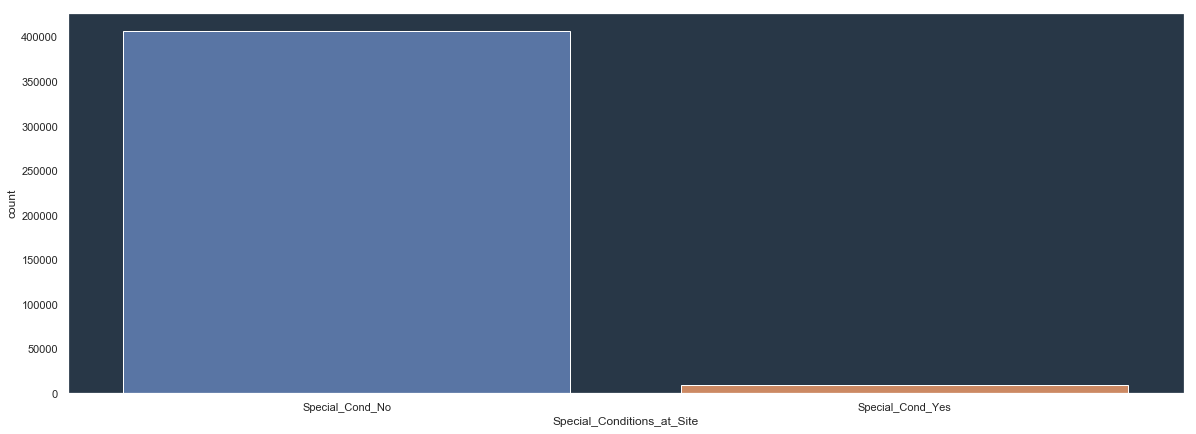 400000
350000
300000
250000
200000
150000
100000
50000
0
count
Special_Cond_No
Special_Cond_Yes
Special_Conditions_at_Site